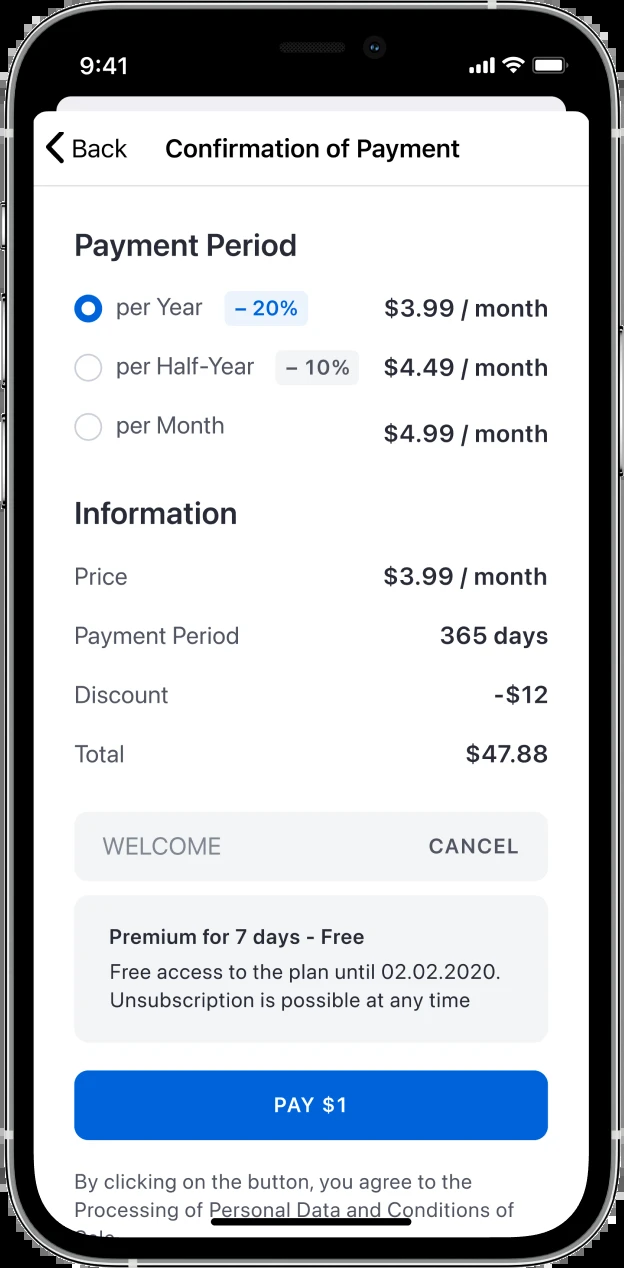 9:41
Back
Confirmation of Payment
Payment Period
per Year – 20% $3.99 / month
per Half-Year – 10% $4.49 / month
per Month $4.99 / month
Information
Price $3.99 / month
Payment Period 365 days
Discount -$12
Total $47.88
WELCOME CANCEL
Premium for 7 days - Free
Free access to the plan until 02.02.2020.
Unsubscription is possible at any time
PAY $1
By clicking on the button, you agree to the
Processing of Personal Data and Conditions of